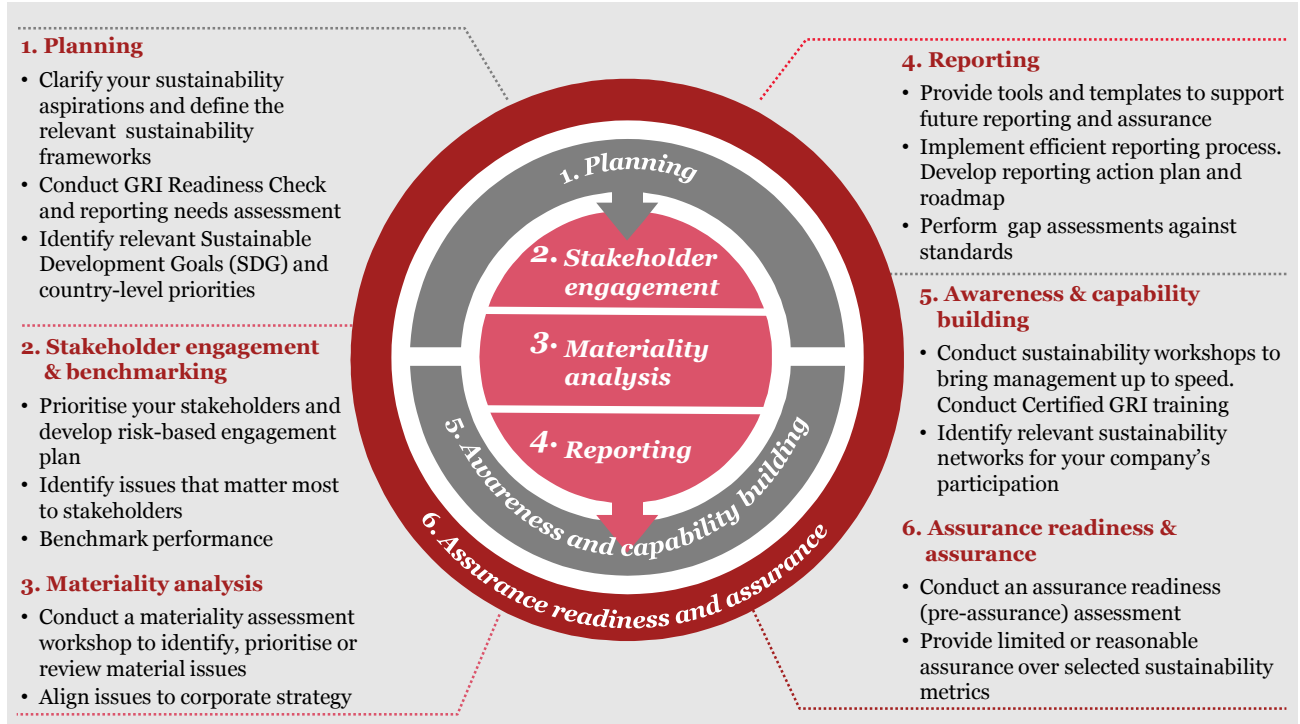 1. Planning
• Clarify your sustainability
aspirations and define the
relevant sustainability
frameworks
• Conduct GRI Readiness Check
and reporting needs assessment
• Identify relevant Sustainable
Development Goals (SDG) and
country-level priorities
2. Stakeholder engagement
& benchmarking
• Prioritise your stakeholders and
develop risk-based engagement
plan
• Identify issues that matter most
to stakeholders
• Benchmark performance
3. Materiality analysis
• Conduct a materiality assessment
workshop to identify, prioritise or
review material issues
• Align issues to corporate strategy
1. Planning
2. Stakeholder
engagement
3. Materiality
analysis
4. Reporting
5. Awareness and capability building
6. Assurance readiness and assurance
4. Reporting
• Provide tools and templates to support
future reporting and assurance
• Implement efficient reporting process.
Develop reporting action plan and
roadmap
• Perform gap assessments against
standards
5. Awareness & capability
building
• Conduct sustainability workshops to
bring management up to speed.
Conduct Certified GRI training
• Identify relevant sustainability
networks for your company’s
participation
6. Assurance readiness &
assurance
• Conduct an assurance readiness
(pre-assurance) assessment
• Provide limited or reasonable
assurance over selected sustainability
metrics